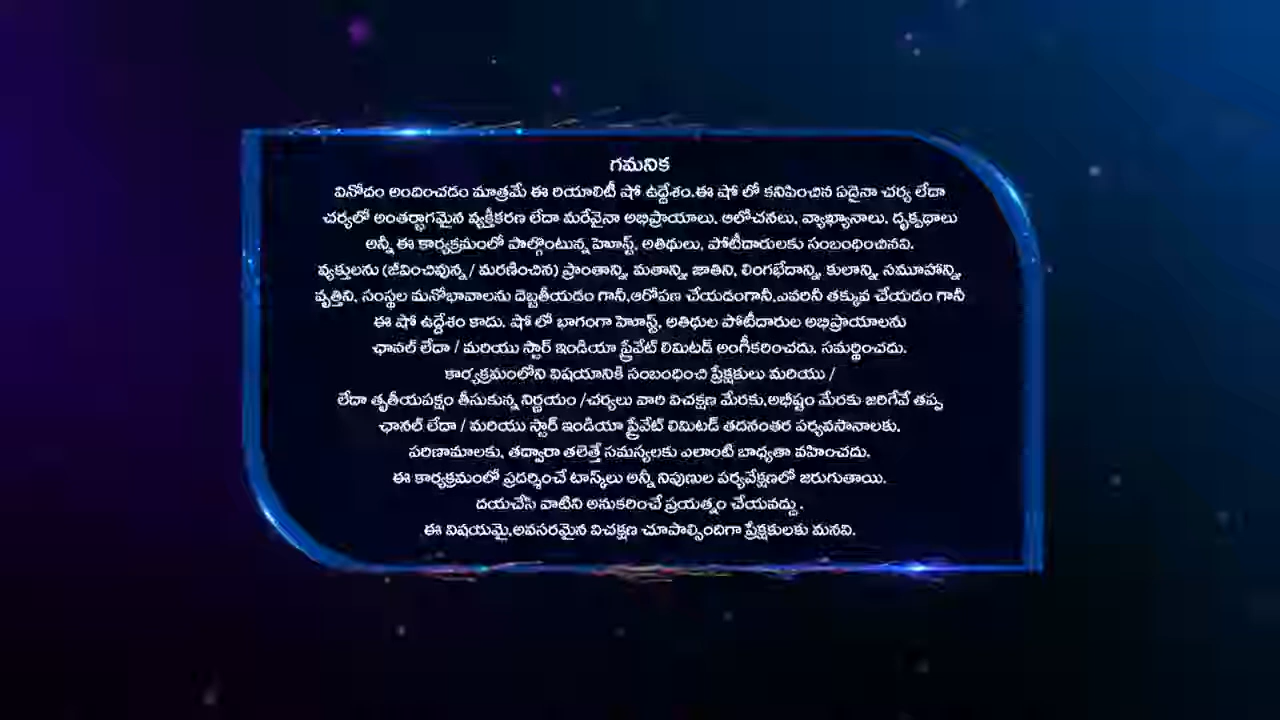 గమనిక
వినోదం అందించడం మాత్రమే ఈ రియాలిటీ షో ఉద్దేశం.ఈ షో లో కనిపించిన ఏదైనా చర్య లేదా
చర్యలో అంతర్భాగమైన వ్యక్తీకరణ లేదా మరేవైనా అభిప్రాయాలు, ఆలోచనలు, వ్యాఖ్యానాలు, దృక్పథాలు
అన్నీ ఈ కార్యక్రమంలో పాల్గొంటున్న హెూస్ట్, అతిథులు, పోటీదారులకు సంబంధించినవి.
వ్యక్తులను (జీవించివున్న / మరణించిన) ప్రాంతాన్ని, మతాన్ని, జాతిని, లింగభేదాన్ని, కులాన్ని, సమూహాన్ని,
వృత్తిని, సంస్థల మనోభావాలను దెబ్బతీయడం గానీ,ఆరోపణ చేయడంగానీ,ఎవరినీ తక్కువ చేయడం గానీ
ఈ షో ఉద్దేశం కాదు. షో లో భాగంగా హెూస్ట్, అతిథుల పోటీదారుల అభిప్రాయాలను
ఛానల్ లేదా / మరియు స్టార్ ఇండియా ప్రైవేట్ లిమిటడ్ అంగీకరించదు. సమర్థించదు.
కార్యక్రమంలోని విషయానికి సంబంధించి ప్రేక్షకులు మరియు /
లేదా తృతీయపక్షం తీసుకున్న నిర్ణయం /చర్యలు వారి విచక్షణ మేరకు,అభీష్టం మేరకు జరిగేవే తప్ప
ఛానల్ లేదా / మరియు స్టార్ ఇండియా ప్రైవేట్ లిమిటడ్ తదనంతర పర్యవసానాలకు,
పరిణామాలకు, తద్వారా తలెత్తే సమస్యలకు ఎలాంటి బాధ్యతా వహించదు.
ఈ కార్యక్రమంలో ప్రదర్శించే టాస్క్‌లు అన్నీ నిపుణుల పర్యవేక్షణలో జరుగుతాయి.
దయచేసి వాటిని అనుకరించే ప్రయత్నం చేయవద్దు.
ఈ విషయమై,అవసరమైన విచక్షణ చూపాల్సిందిగా ప్రేక్షకులకు మనవి.